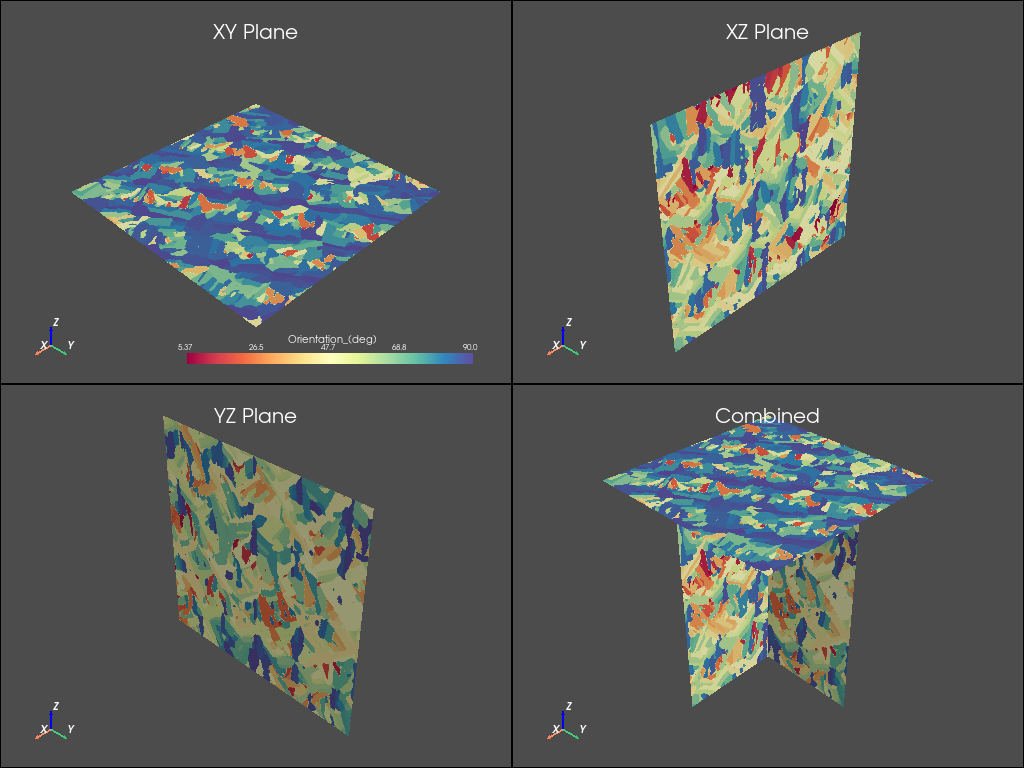 XY Plane
XZ Plane
Z
X Y
Orientation_(deg)
5.37 26.5 47.7 68.8 90.0
Z
X Y
YZ Plane
Combined
Z
X Y
Z
X Y